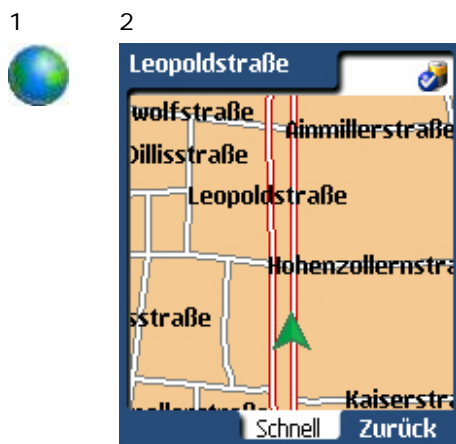 1 2
Leopoldstraße
wolfstraße
Ainmillerstraße
Dillisstraße
Leopoldstraße
Hohenzollernstra
sstraße
Kaiserstra
Schnell Zurück